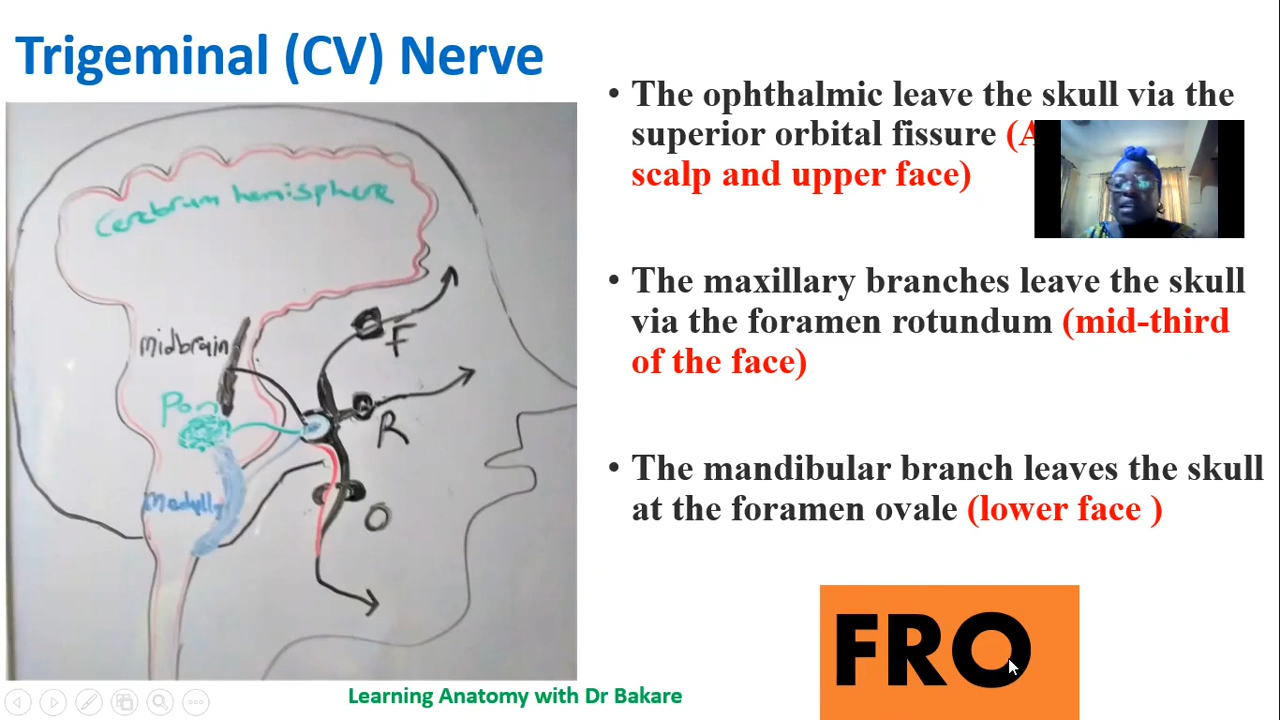 Trigeminal (CV) Nerve
Cerebrum hemisphere
midbrain
Pon
F
R
O
• The ophthalmic leave the skull via the
superior orbital fissure (A
scalp and upper face)
• The maxillary branches leave the skull
via the foramen rotundum (mid-third
of the face)
• The mandibular branch leaves the skull
at the foramen ovale (lower face )
FRO
Learning Anatomy with Dr Bakare